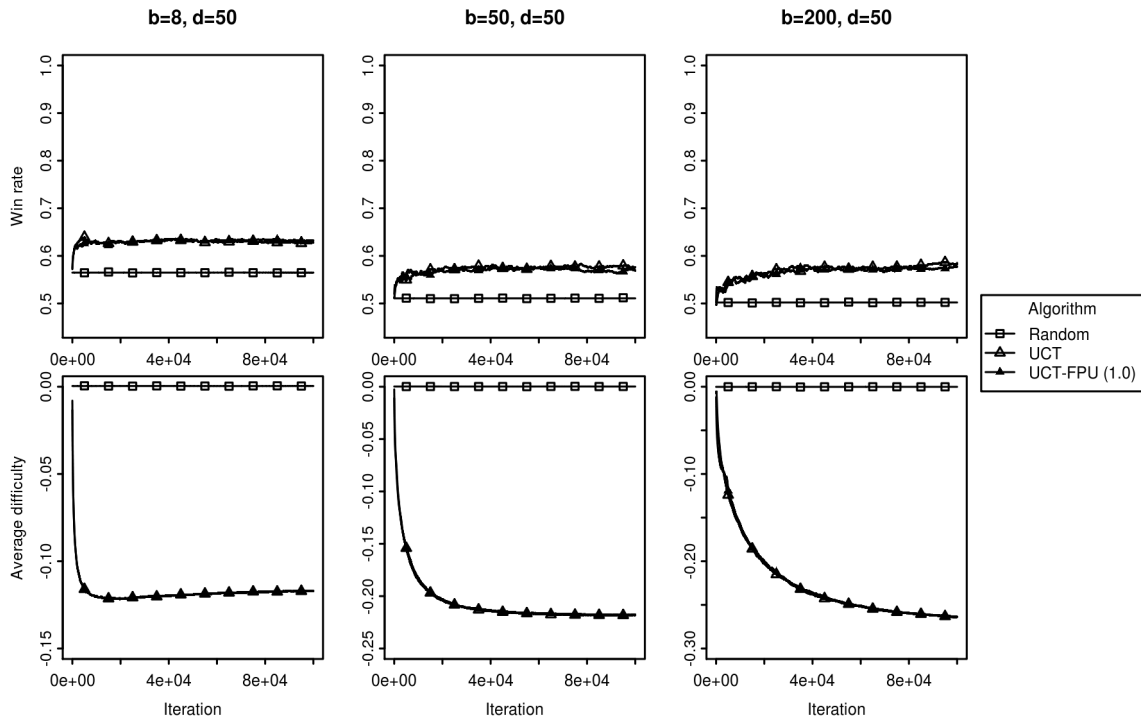 b=8, d=50
b=50, d=50
b=200, d=50
Win rate
1.0
0.9
0.8
0.7
0.6
0.5
0e+00 4e+04 8e+04
1.0
0.9
0.8
0.7
0.6
0.5
0e+00 4e+04 8e+04
1.0
0.9
0.8
0.7
0.6
0.5
0e+00 4e+04 8e+04
Algorithm
Random
UCT
UCT-FPU (1.0)
Average difficulty
0.00
-0.05
-0.10
-0.15
0e+00 4e+04 8e+04
Iteration
0.00
-0.05
-0.10
-0.15
-0.20
-0.25
0e+00 4e+04 8e+04
Iteration
0.00
-0.10
-0.20
-0.30
0e+00 4e+04 8e+04
Iteration